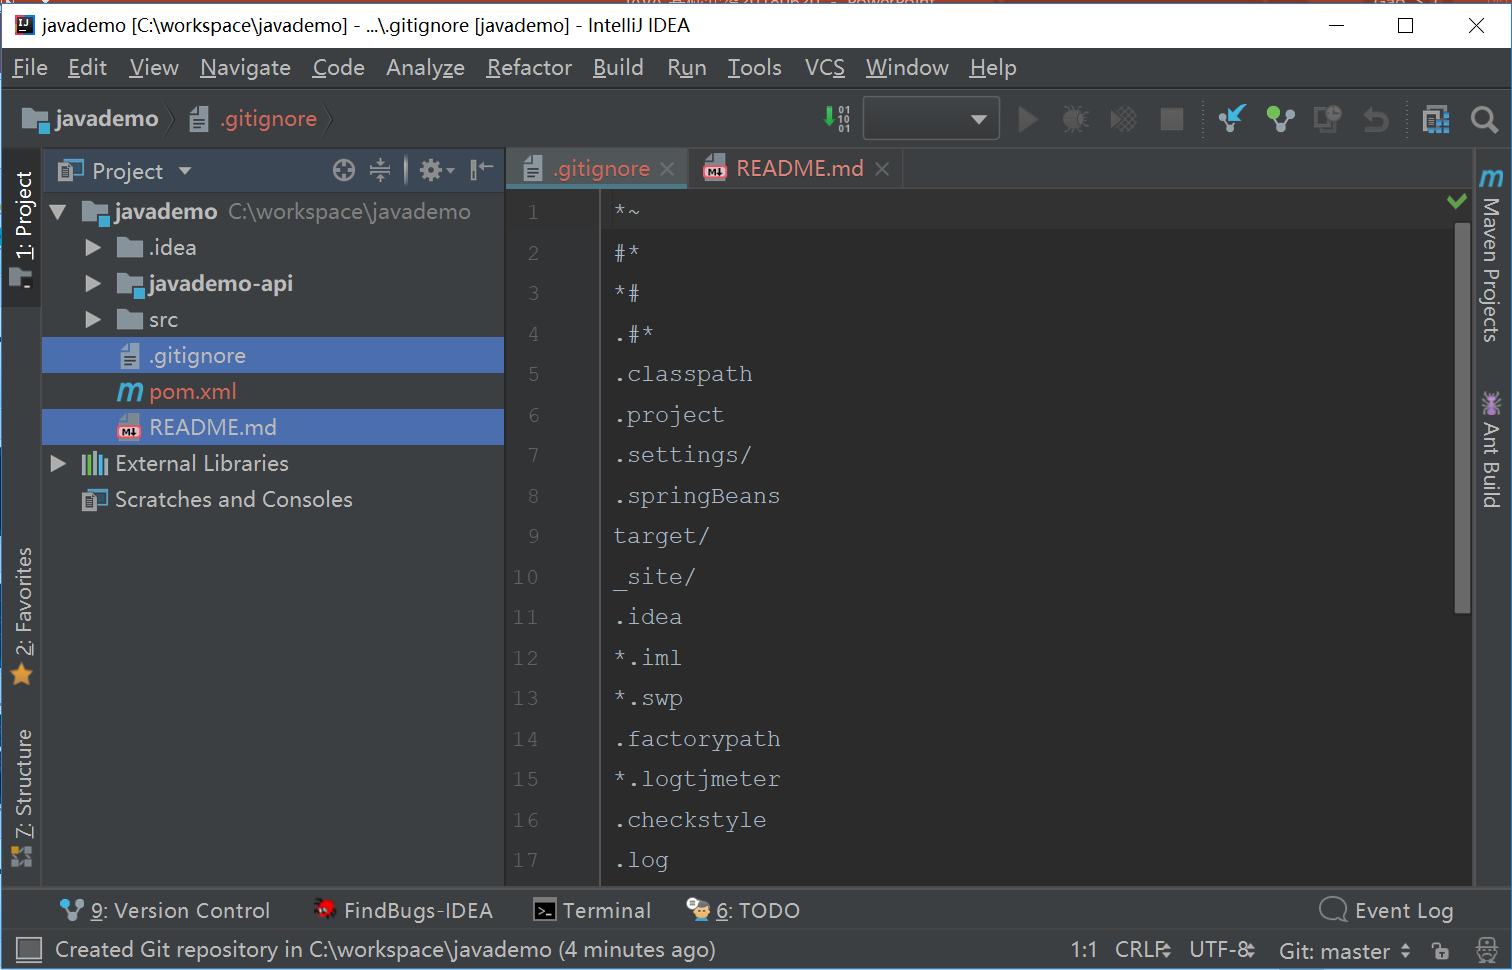 javademo [C:\workspace\javademo] - ...\.gitignore [javademo] - IntelliJ IDEA
File Edit View Navigate Code Analyze Refactor Build Run Tools VCS Window Help
javademo .gitignore
Project
.gitignore README.md
1: Project
2: Favorites
7: Structure
javademo C:\workspace\javademo
.idea
javademo-api
src
.gitignore
pom.xml
README.md
External Libraries
Scratches and Consoles
1 *~
2 #*
3 *#
4 .#*
5 .classpath
6 .project
7 .settings/
8 .springBeans
9 target/
10 _site/
11 .idea
12 *.iml
13 *.swp
14 .factorypath
15 *.logtjmeter
16 .checkstyle
17 .log
Maven Projects
Ant Build
9: Version Control FindBugs-IDEA Terminal 6: TODO Event Log
Created Git repository in C:\workspace\javademo (4 minutes ago) 1:1 CRLF UTF-8 Git: master